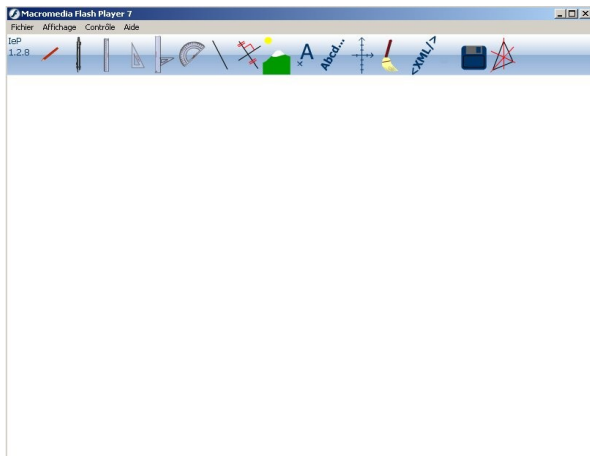 Macromedia Flash Player 7
Fichier Affichage Contrôle Aide
IeP
1.2.8
A
Abcd...
<XML/>